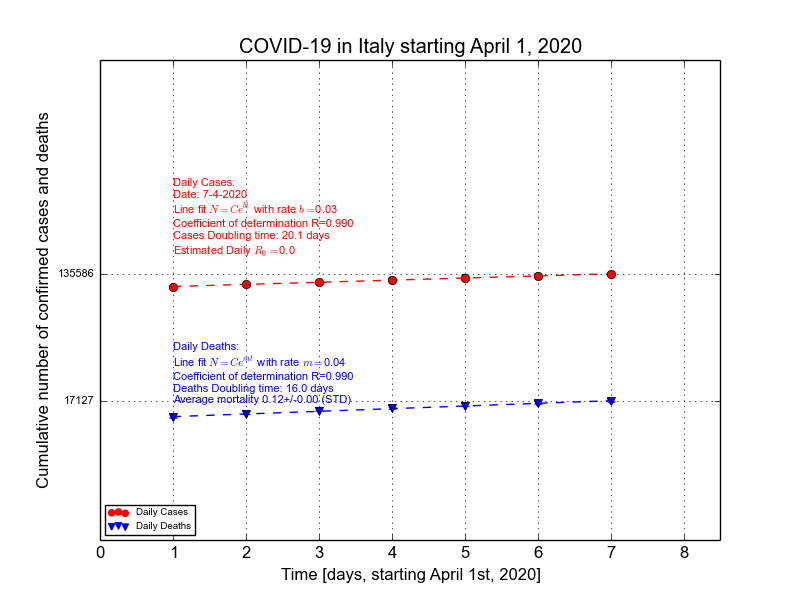 COVID-19 in Italy starting April 1, 2020
Cumulative number of confirmed cases and deaths
Daily Cases:
Date: 7-4-2020
Line fit N=Ce^{bt} with rate b=0.03
Coefficient of determination R=0.990
Cases Doubling time: 20.1 days
Estimated Daily R_0=0.0
135586
Daily Deaths:
Line fit N=Ce^{mt} with rate m=0.04
Coefficient of determination R=0.990
Deaths Doubling time: 16.0 days
Average mortality 0.12+/-0.00 (STD)
17127
Daily Cases
Daily Deaths
0 1 2 3 4 5 6 7 8
Time [days, starting April 1st, 2020]